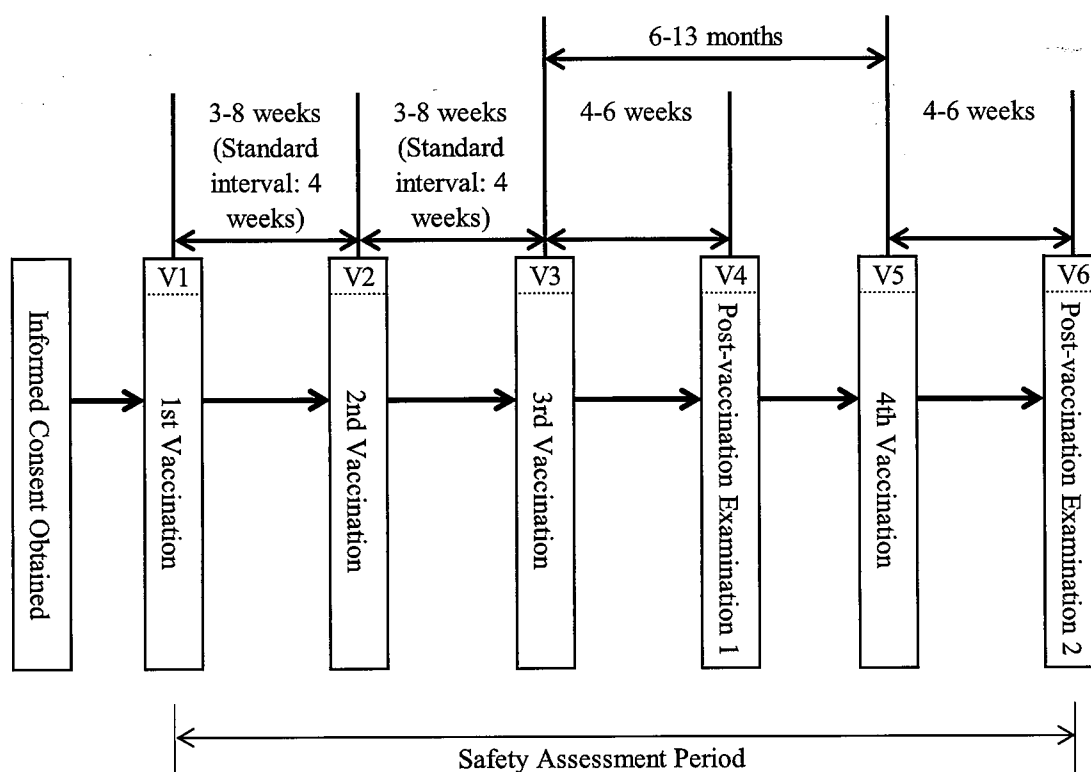 6-13 months
3-8 weeks
(Standard
interval: 4
weeks)
3-8 weeks
(Standard
interval: 4
weeks)
4-6 weeks
4-6 weeks
Informed Consent Obtained
V1
1st Vaccination
V2
2nd Vaccination
V3
3rd Vaccination
V4
Post-vaccination Examination 1
V5
4th Vaccination
V6
Post-vaccination Examination 2
Safety Assessment Period